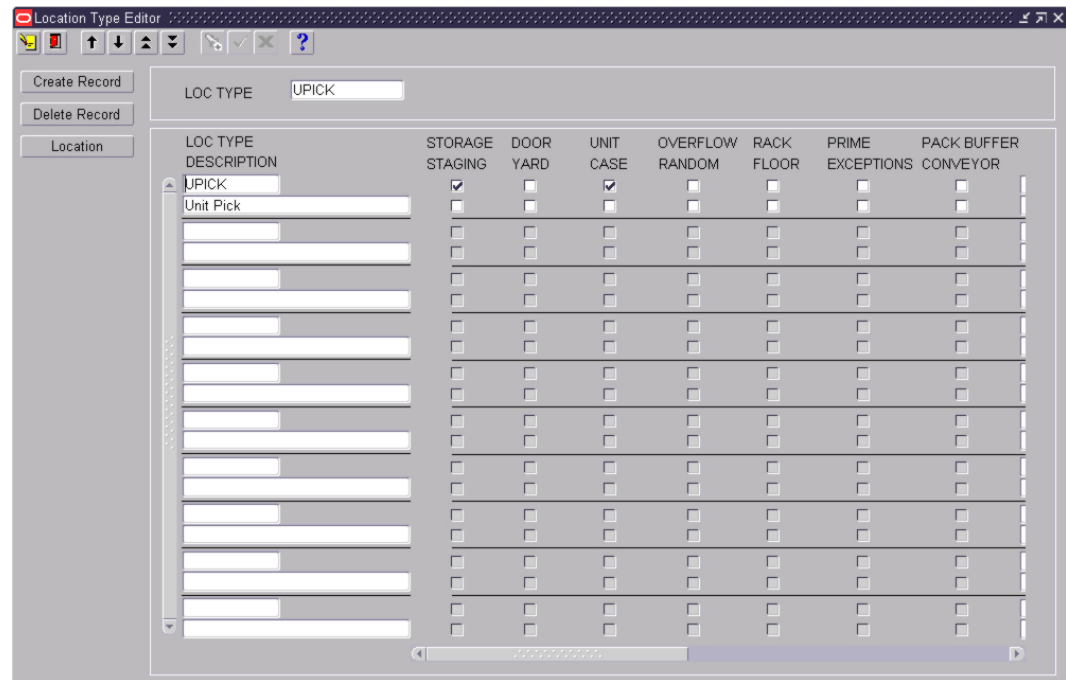 Location Type Editor
?
Create Record
Delete Record
Location
LOC TYPE UPICK
LOC TYPE STORAGE DOOR UNIT OVERFLOW RACK PRIME PACK BUFFER
DESCRIPTION STAGING YARD CASE RANDOM FLOOR EXCEPTIONS CONVEYOR
UPICK
Unit Pick